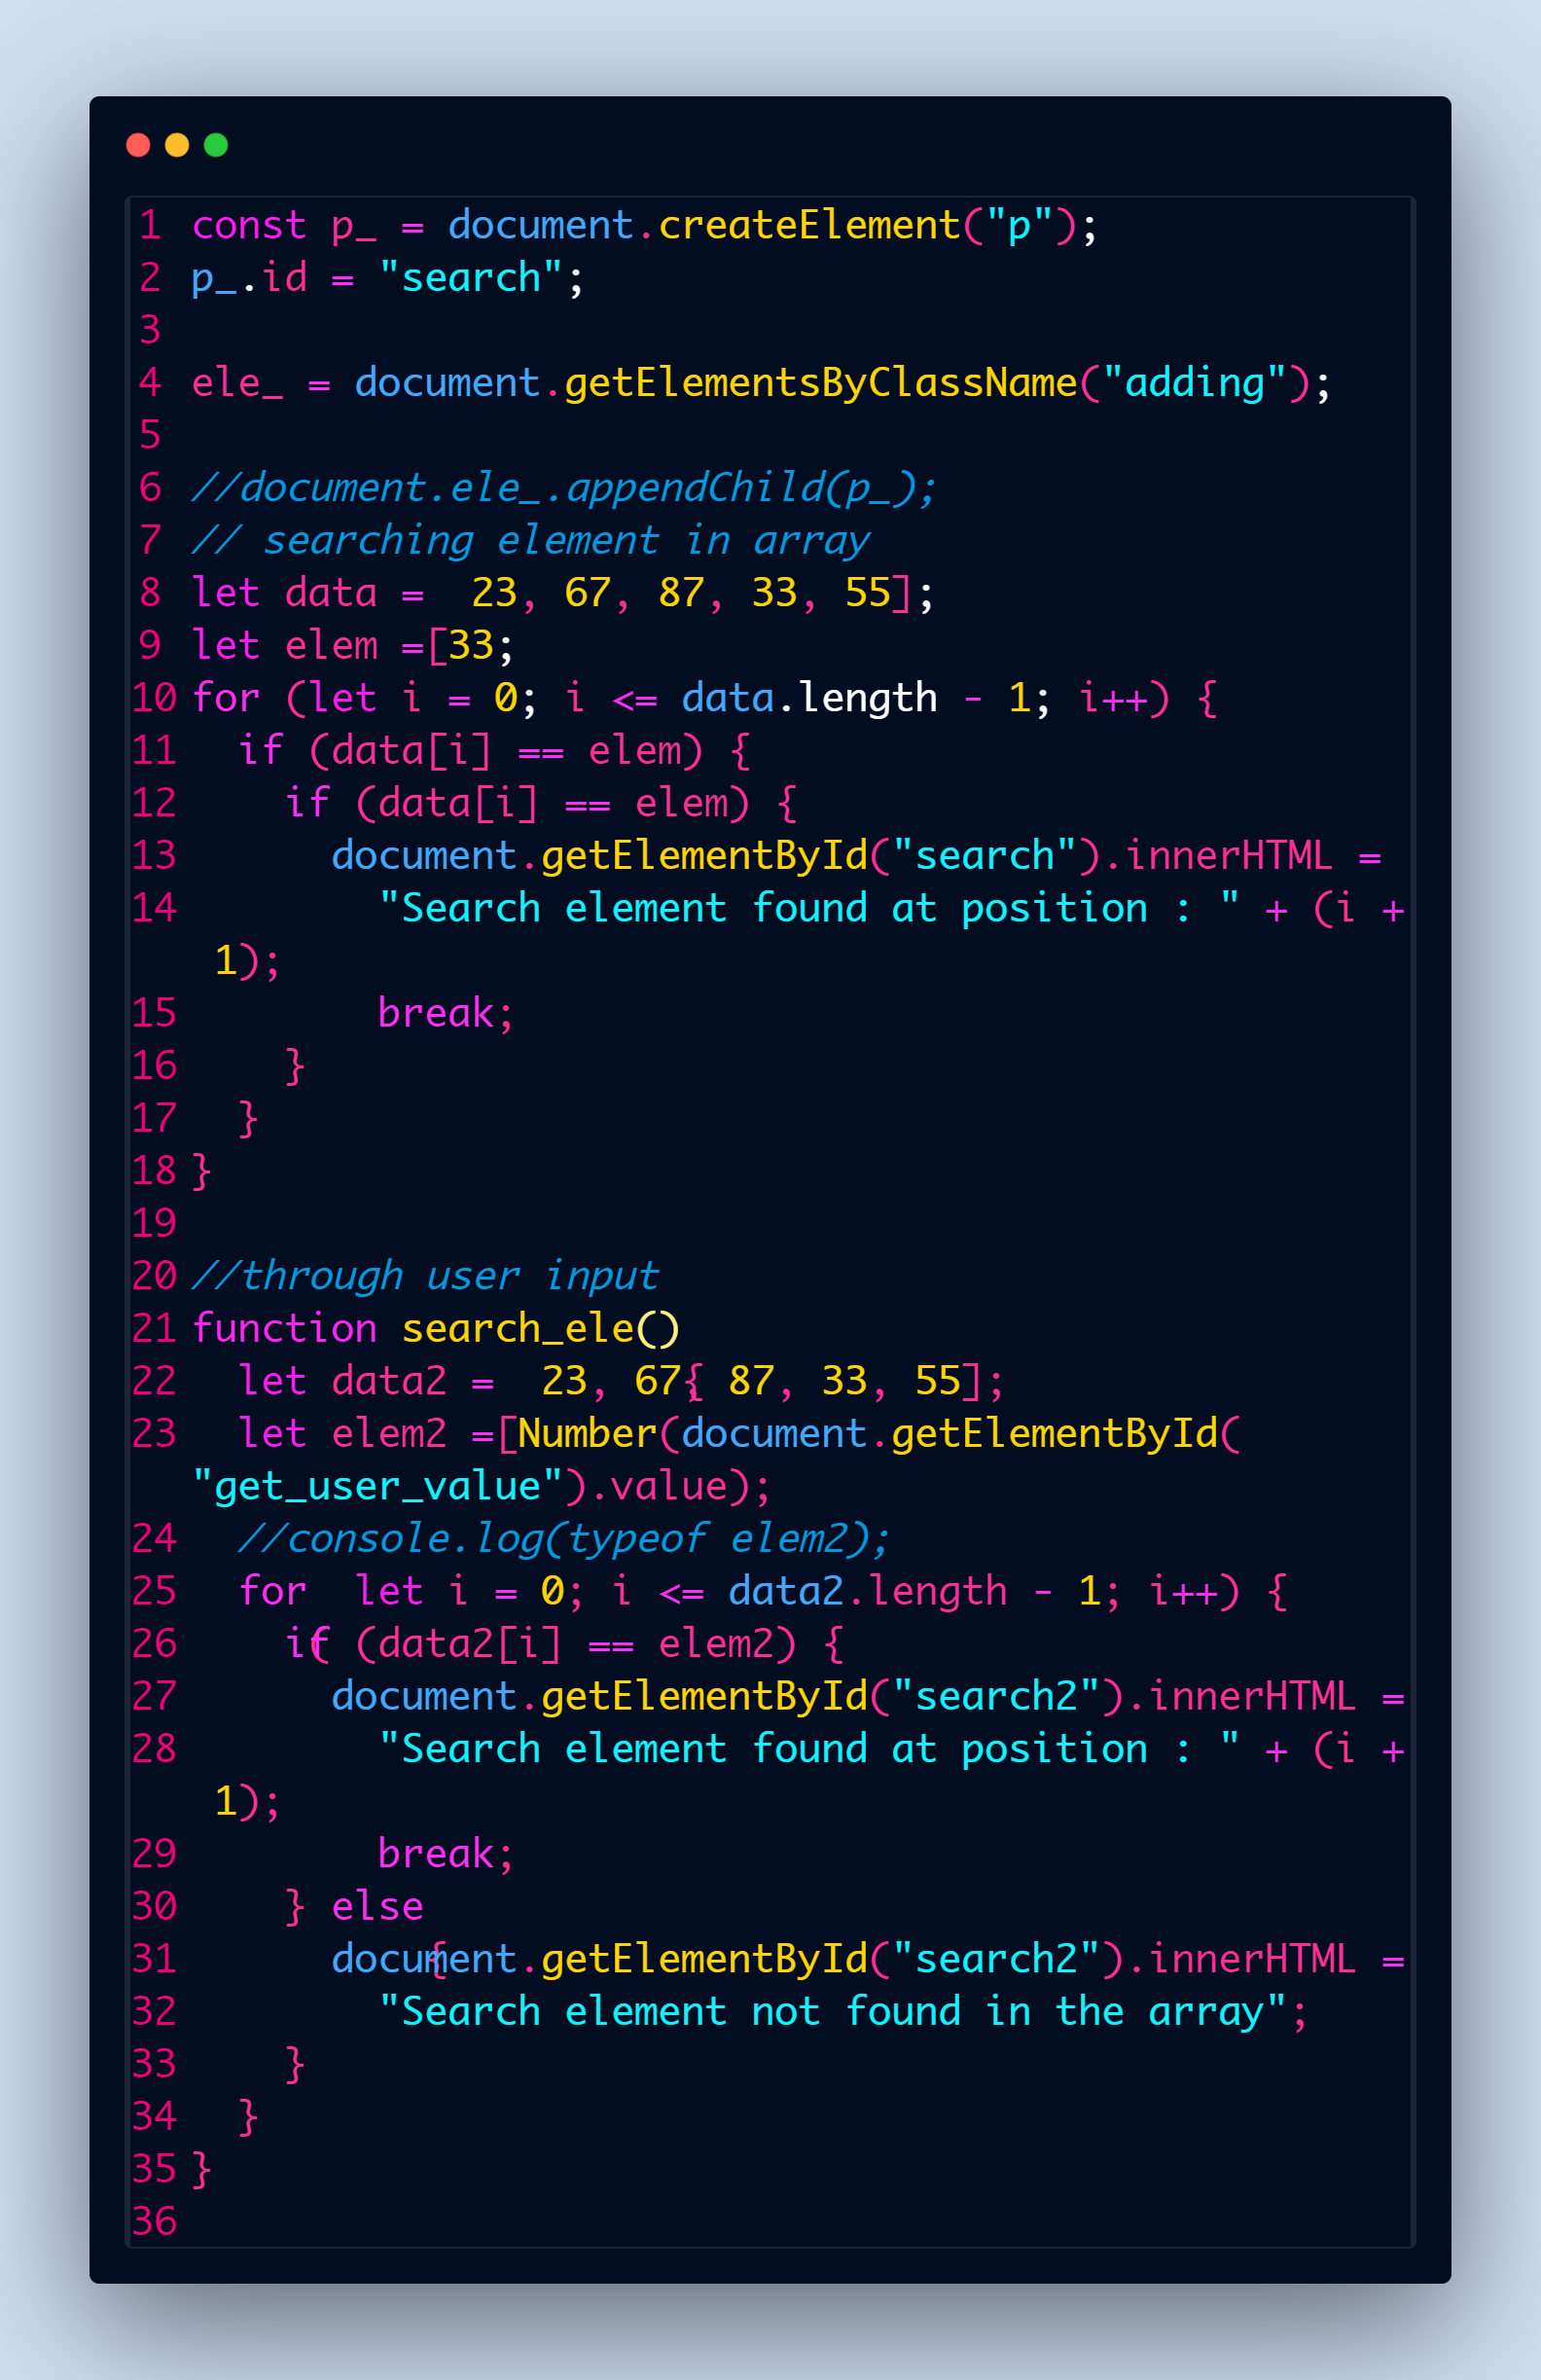 1 const p_ = document.createElement("p");
2 p_.id = "search";
3
4 ele_ = document.getElementsByClassName("adding");
5
6 //document.ele_.appendChild(p_);
7 // searching element in array
8 let data =  23, 67, 87, 33, 55];
9 let elem =[33;
10 for (let i = 0; i <= data.length - 1; i++) {
11   if (data[i] == elem) {
12     if (data[i] == elem) {
13       document.getElementById("search").innerHTML =
14         "Search element found at position : " + (i +
 1);
15         break;
16     }
17   }
18 }
19
20 //through user input
21 function search_ele()
22   let data2 =  23, 67,{ 87, 33, 55];
23   let elem2 =[Number(document.getElementById(
"get_user_value").value);
24   //console.log(typeof elem2);
25   for  let i = 0; i <= data2.length - 1; i++) {
26     if( (data2[i] == elem2) {
27       document.getElementById("search2").innerHTML =
28         "Search element found at position : " + (i +
 1);
29         break;
30     } else
31       docum{ent.getElementById("search2").innerHTML =
32         "Search element not found in the array";
33     }
34   }
35 }
36